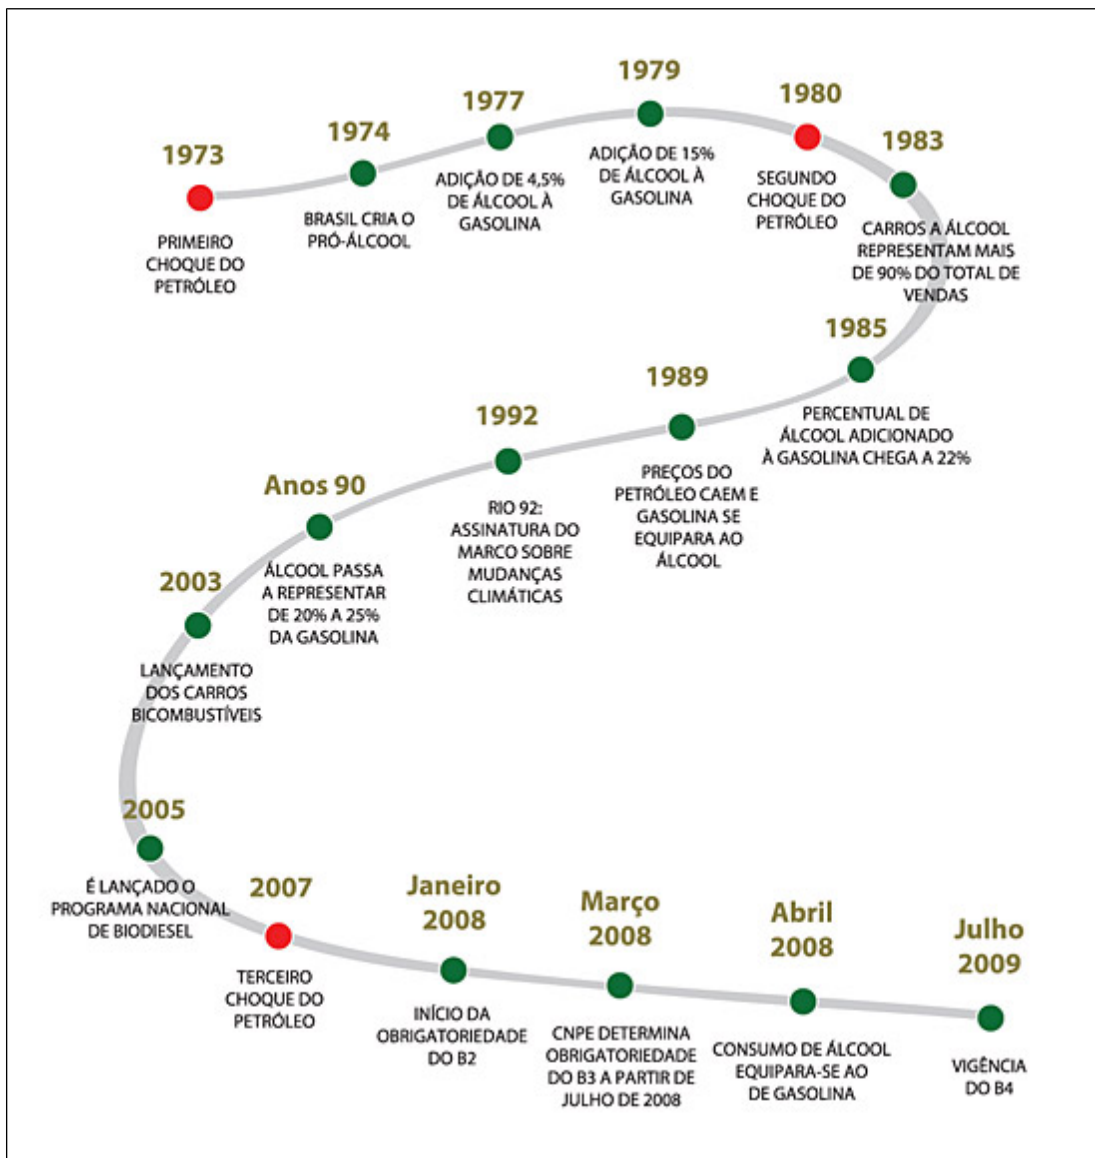 1973
PRIMEIRO
CHOQUE DO
PETRÓLEO
1974
BRASIL CRIA O
PRÓ-ÁLCOOL
1977
ADIÇÃO DE 4,5%
DE ÁLCOOL À
GASOLINA
1979
ADIÇÃO DE 15%
DE ÁLCOOL À
GASOLINA
1980
SEGUNDO
CHOQUE DO
PETRÓLEO
1983
CARROS A ÁLCOOL
REPRESENTAM MAIS
DE 90% DO TOTAL DE
VENDAS
1985
PERCENTUAL DE
ÁLCOOL ADICIONADO
À GASOLINA CHEGA A 22%
1989
PREÇOS DO
PETRÓLEO CAEM E
GASOLINA SE
EQUIPARA AO
ÁLCOOL
1992
RIO 92:
ASSINATURA DO
MARCO SOBRE
MUDANÇAS
CLIMÁTICAS
Anos 90
ÁLCOOL PASSA
A REPRESENTAR
DE 20% A 25%
DA GASOLINA
2003
LANÇAMENTO
DOS CARROS
BICOMBUSTÍVEIS
2005
É LANÇADO O
PROGRAMA NACIONAL
DE BIODIESEL
2007
TERCEIRO
CHOQUE DO
PETRÓLEO
Janeiro
2008
INÍCIO DA
OBRIGATORIEDADE
DO B2
Março
2008
CNPE DETERMINA
OBRIGATORIEDADE
DO B3 A PARTIR DE
JULHO DE 2008
Abril
2008
CONSUMO DE ÁLCOOL
EQUIPARA-SE AO
DE GASOLINA
Julho
2009
VIGÊNCIA
DO B4